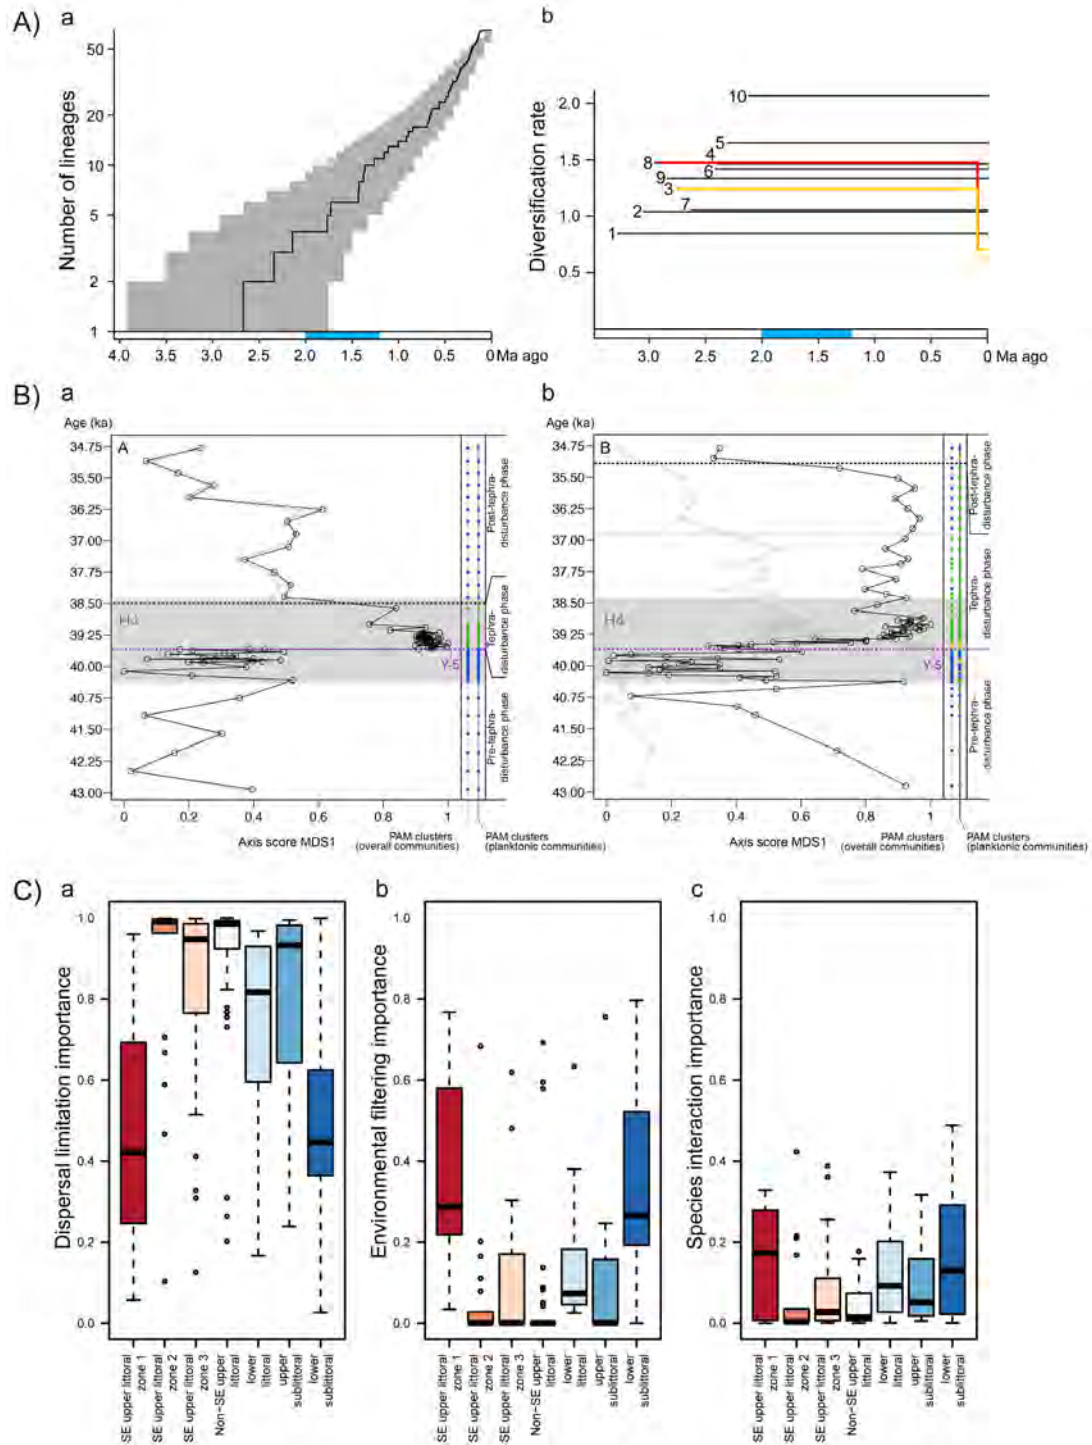 A)
a
Number of lineages
50
20
10
5
2
1
4.0 3.5 3.0 2.5 2.0 1.5 1.0 0.5 0 Ma ago
b
Diversification rate
2.0
1.5
1.0
0.5
10
5
4
8
6
9
3
7
2
1
3.0 2.5 2.0 1.5 1.0 0.5 0 Ma ago
B)
a
Age (ka)
A
34.75
35.50
36.25
37.00
37.75
38.50
39.25
40.00
40.75
41.50
42.25
43.00
H4
Y-5
Post-tephra-
disturbance phase
Tephra-
disturbance phase
Pre-tephra-
disturbance phase
0 0.2 0.4 0.6 0.8 1
Axis score MDS1
PAM clusters
(overall communities)
PAM clusters
(planktonic communities)
b
Age (ka)
B
34.75
35.50
36.25
37.00
37.75
38.50
39.25
40.00
40.75
41.50
42.25
43.00
H4
Y-5
Post-tephra-
disturbance phase
Tephra-
disturbance phase
Pre-tephra-
disturbance phase
0 0.2 0.4 0.6 0.8 1
Axis score MDS1
PAM clusters
(overall communities)
PAM clusters
(planktonic communities)
C)
a
Dispersal limitation importance
1.0
0.8
0.6
0.4
0.2
0.0
SE upper littoral
zone 1
SE upper littoral
zone 2
SE upper littoral
zone 3
Non-SE upper
littoral
lower
littoral
upper
sublittoral
lower
sublittoral
b
Environmental filtering importance
1.0
0.8
0.6
0.4
0.2
0.0
SE upper littoral
zone 1
SE upper littoral
zone 2
SE upper littoral
zone 3
Non-SE upper
littoral
lower
littoral
upper
sublittoral
lower
sublittoral
c
Species interaction importance
1.0
0.8
0.6
0.4
0.2
0.0
SE upper littoral
zone 1
SE upper littoral
zone 2
SE upper littoral
zone 3
Non-SE upper
littoral
lower
littoral
upper
sublittoral
lower
sublittoral